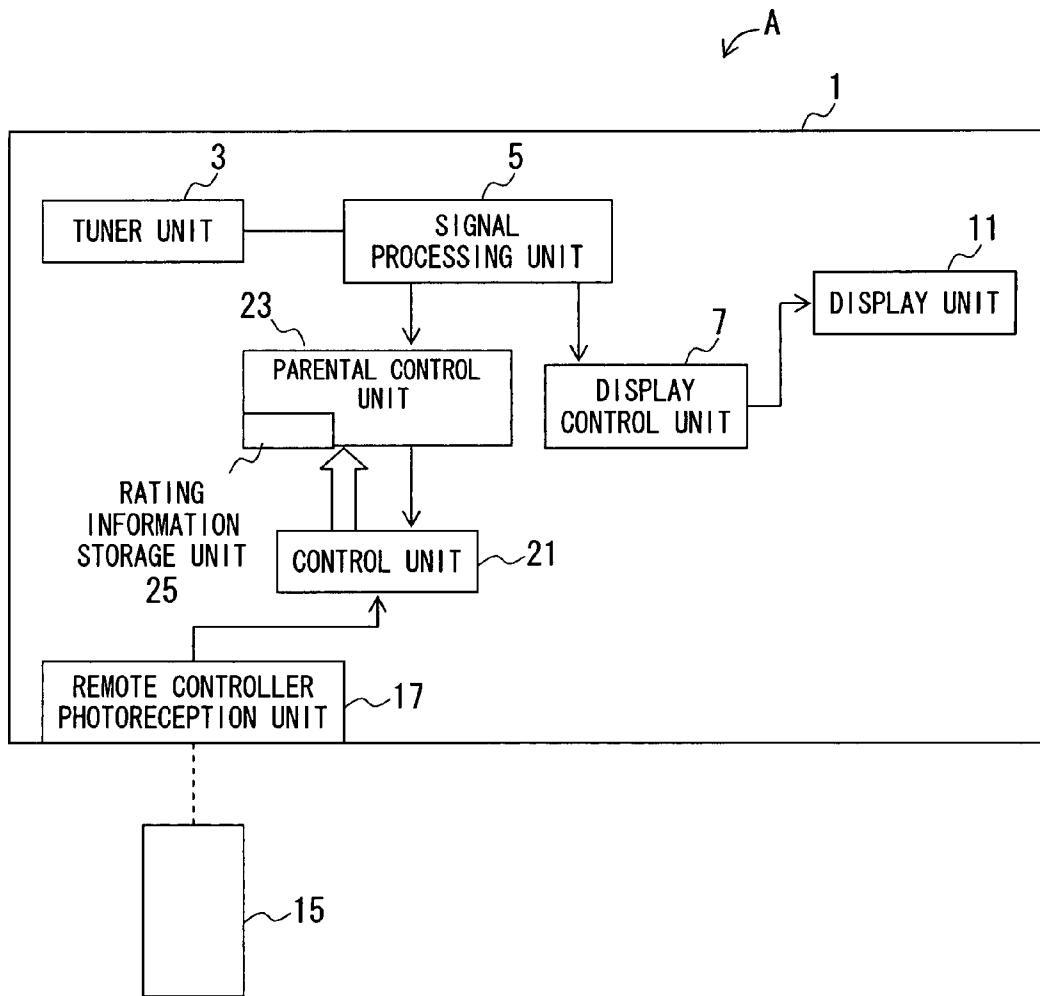 A
1
3
5
TUNER UNIT
SIGNAL
PROCESSING UNIT
11
DISPLAY UNIT
23
7
PARENTAL CONTROL
UNIT
DISPLAY
CONTROL UNIT
RATING
INFORMATION
STORAGE UNIT
25
CONTROL UNIT
21
REMOTE CONTROLLER
PHOTORECEPTION UNIT
17
15